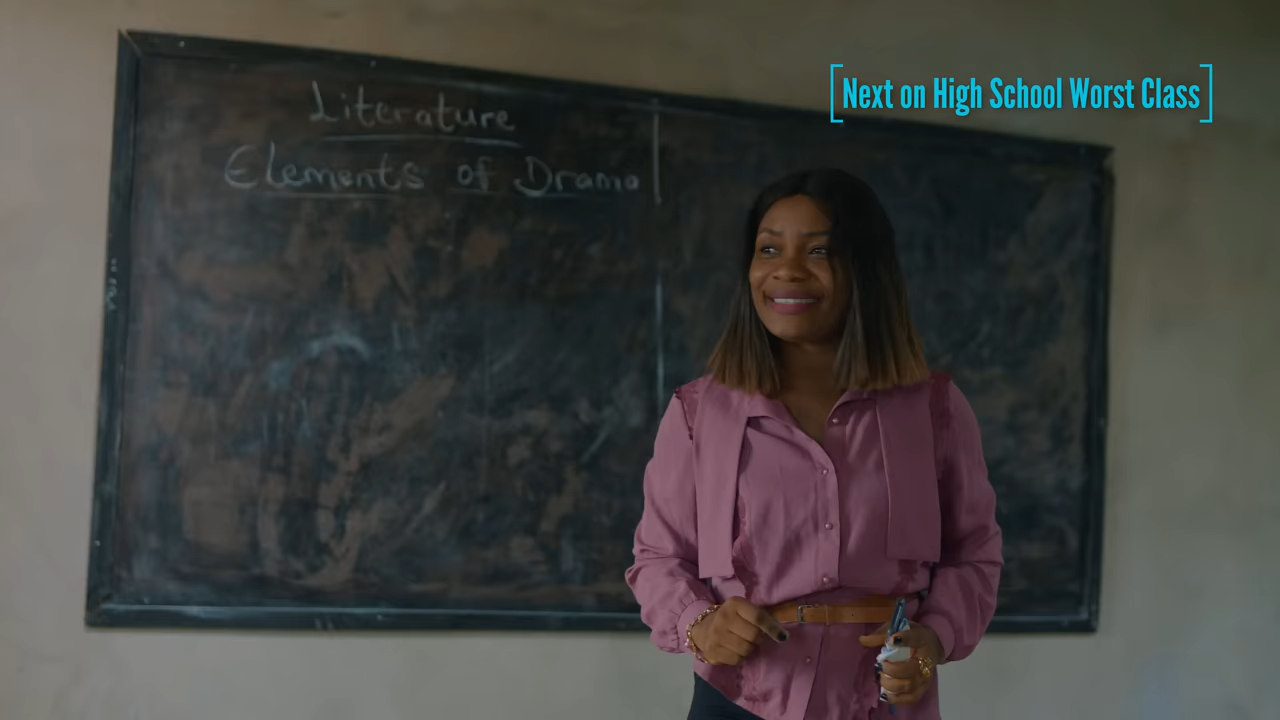 [Next on High School Worst Class]
Literature
Elements of Drama